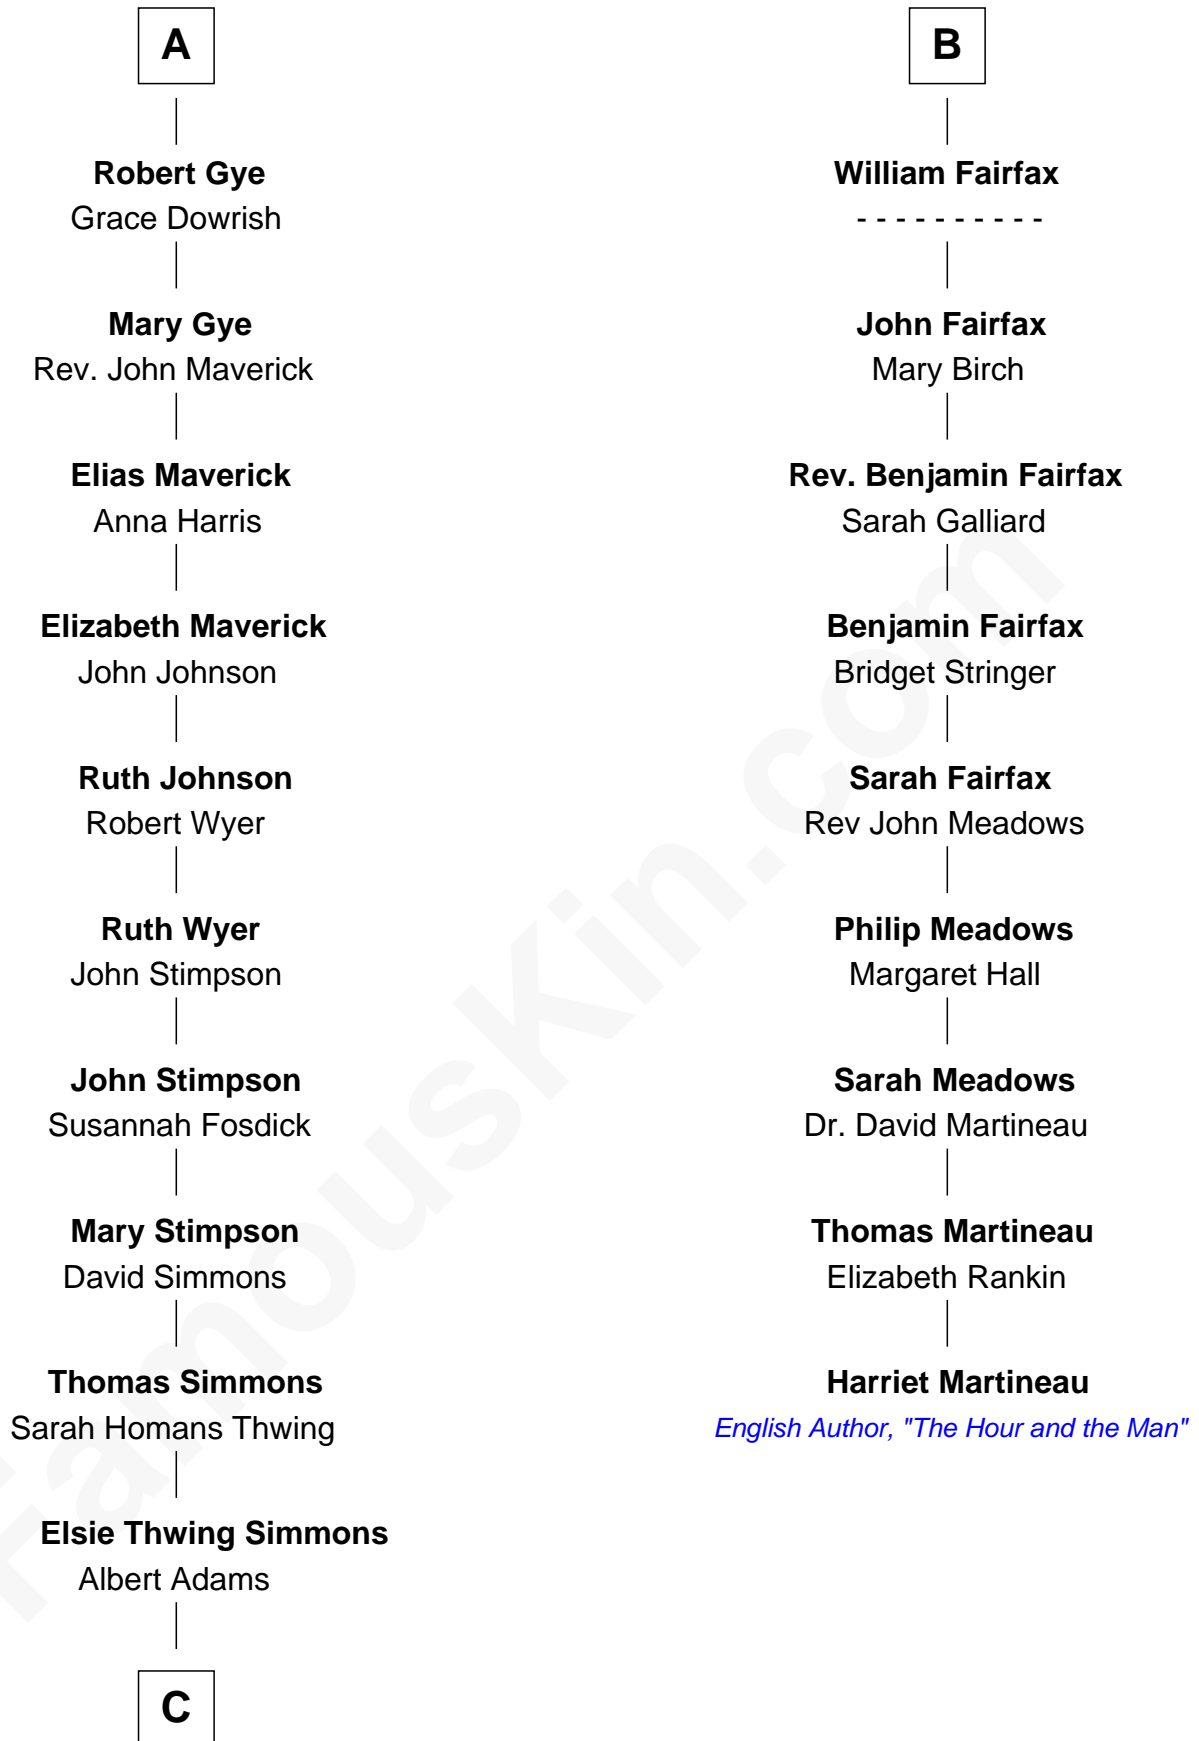 A
Robert Gye
Grace Dowrish
Mary Gye
Rev. John Maverick
Elias Maverick
Anna Harris
Elizabeth Maverick
John Johnson
Ruth Johnson
Robert Wyer
Ruth Wyer
John Stimpson
John Stimpson
Susannah Fosdick
Mary Stimpson
David Simmons
Thomas Simmons
Sarah Homans Thwing
Elsie Thwing Simmons
Albert Adams
C
B
William Fairfax
- - - - - - - - - -
John Fairfax
Mary Birch
Rev. Benjamin Fairfax
Sarah Galliard
Benjamin Fairfax
Bridget Stringer
Sarah Fairfax
Rev John Meadows
Philip Meadows
Margaret Hall
Sarah Meadows
Dr. David Martineau
Thomas Martineau
Elizabeth Rankin
Harriet Martineau
English Author, "The Hour and the Man"
FamousKin.com